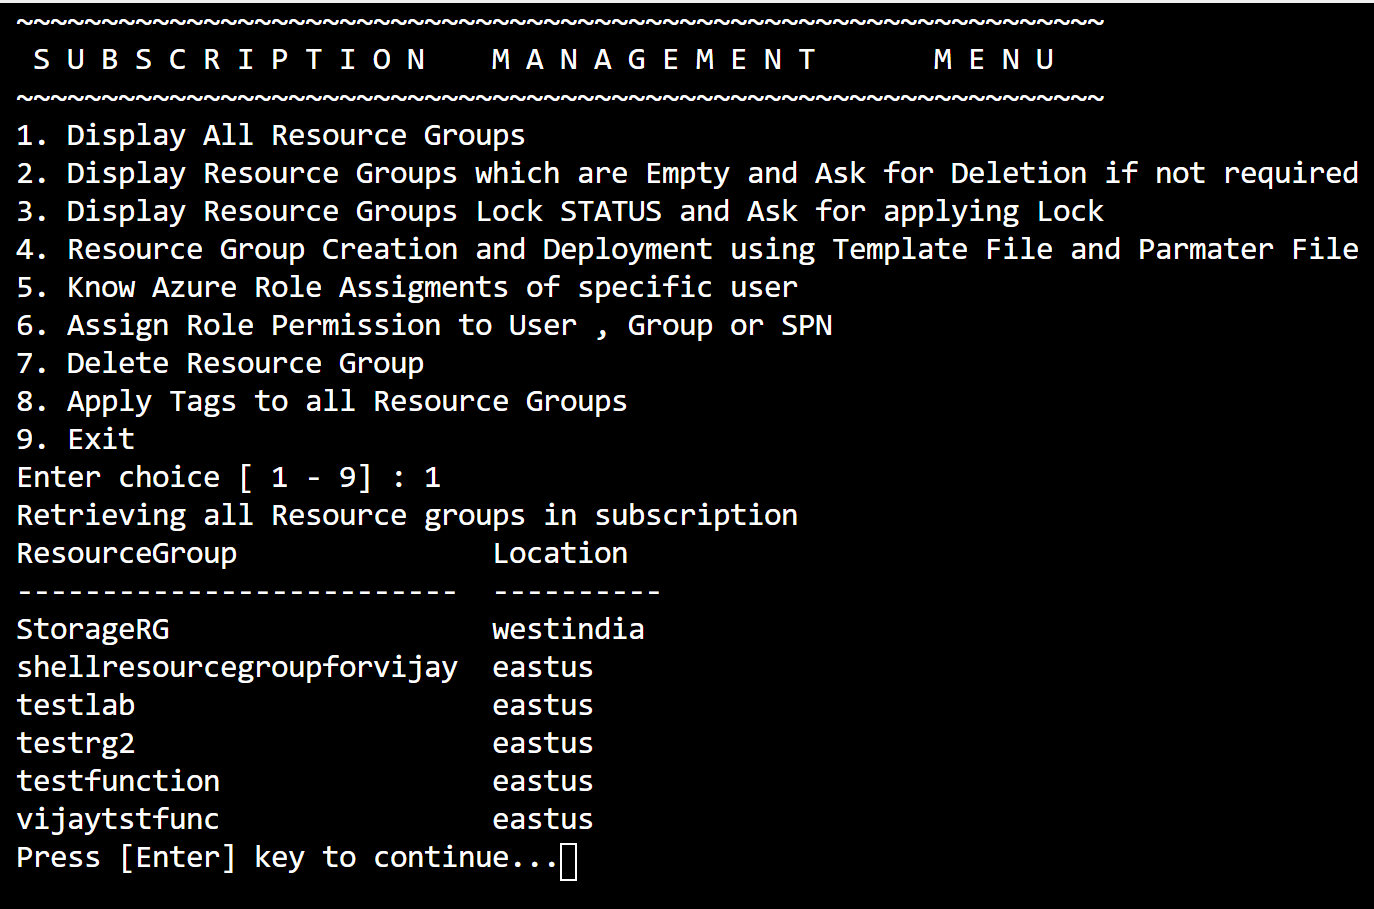 ~~~~~~~~~~~~~~~~~~~~~~~~~~~~~~~~~~~~~~~~~~~~~~~~~~~~~~~~~~~~~~~~
 S U B S C R I P T I O N    M A N A G E M E N T       M E N U
~~~~~~~~~~~~~~~~~~~~~~~~~~~~~~~~~~~~~~~~~~~~~~~~~~~~~~~~~~~~~~~~
1. Display All Resource Groups
2. Display Resource Groups which are Empty and Ask for Deletion if not required
3. Display Resource Groups Lock STATUS and Ask for applying Lock
4. Resource Group Creation and Deployment using Template File and Parmater File
5. Know Azure Role Assigments of specific user
6. Assign Role Permission to User , Group or SPN
7. Delete Resource Group
8. Apply Tags to all Resource Groups
9. Exit
Enter choice [ 1 - 9] : 1
Retrieving all Resource groups in subscription
ResourceGroup               Location
--------------------------  ----------
StorageRG                   westindia
shellresourcegroupforvijay  eastus
testlab                     eastus
testrg2                     eastus
testfunction                eastus
vijaytstfunc                eastus
Press [Enter] key to continue...